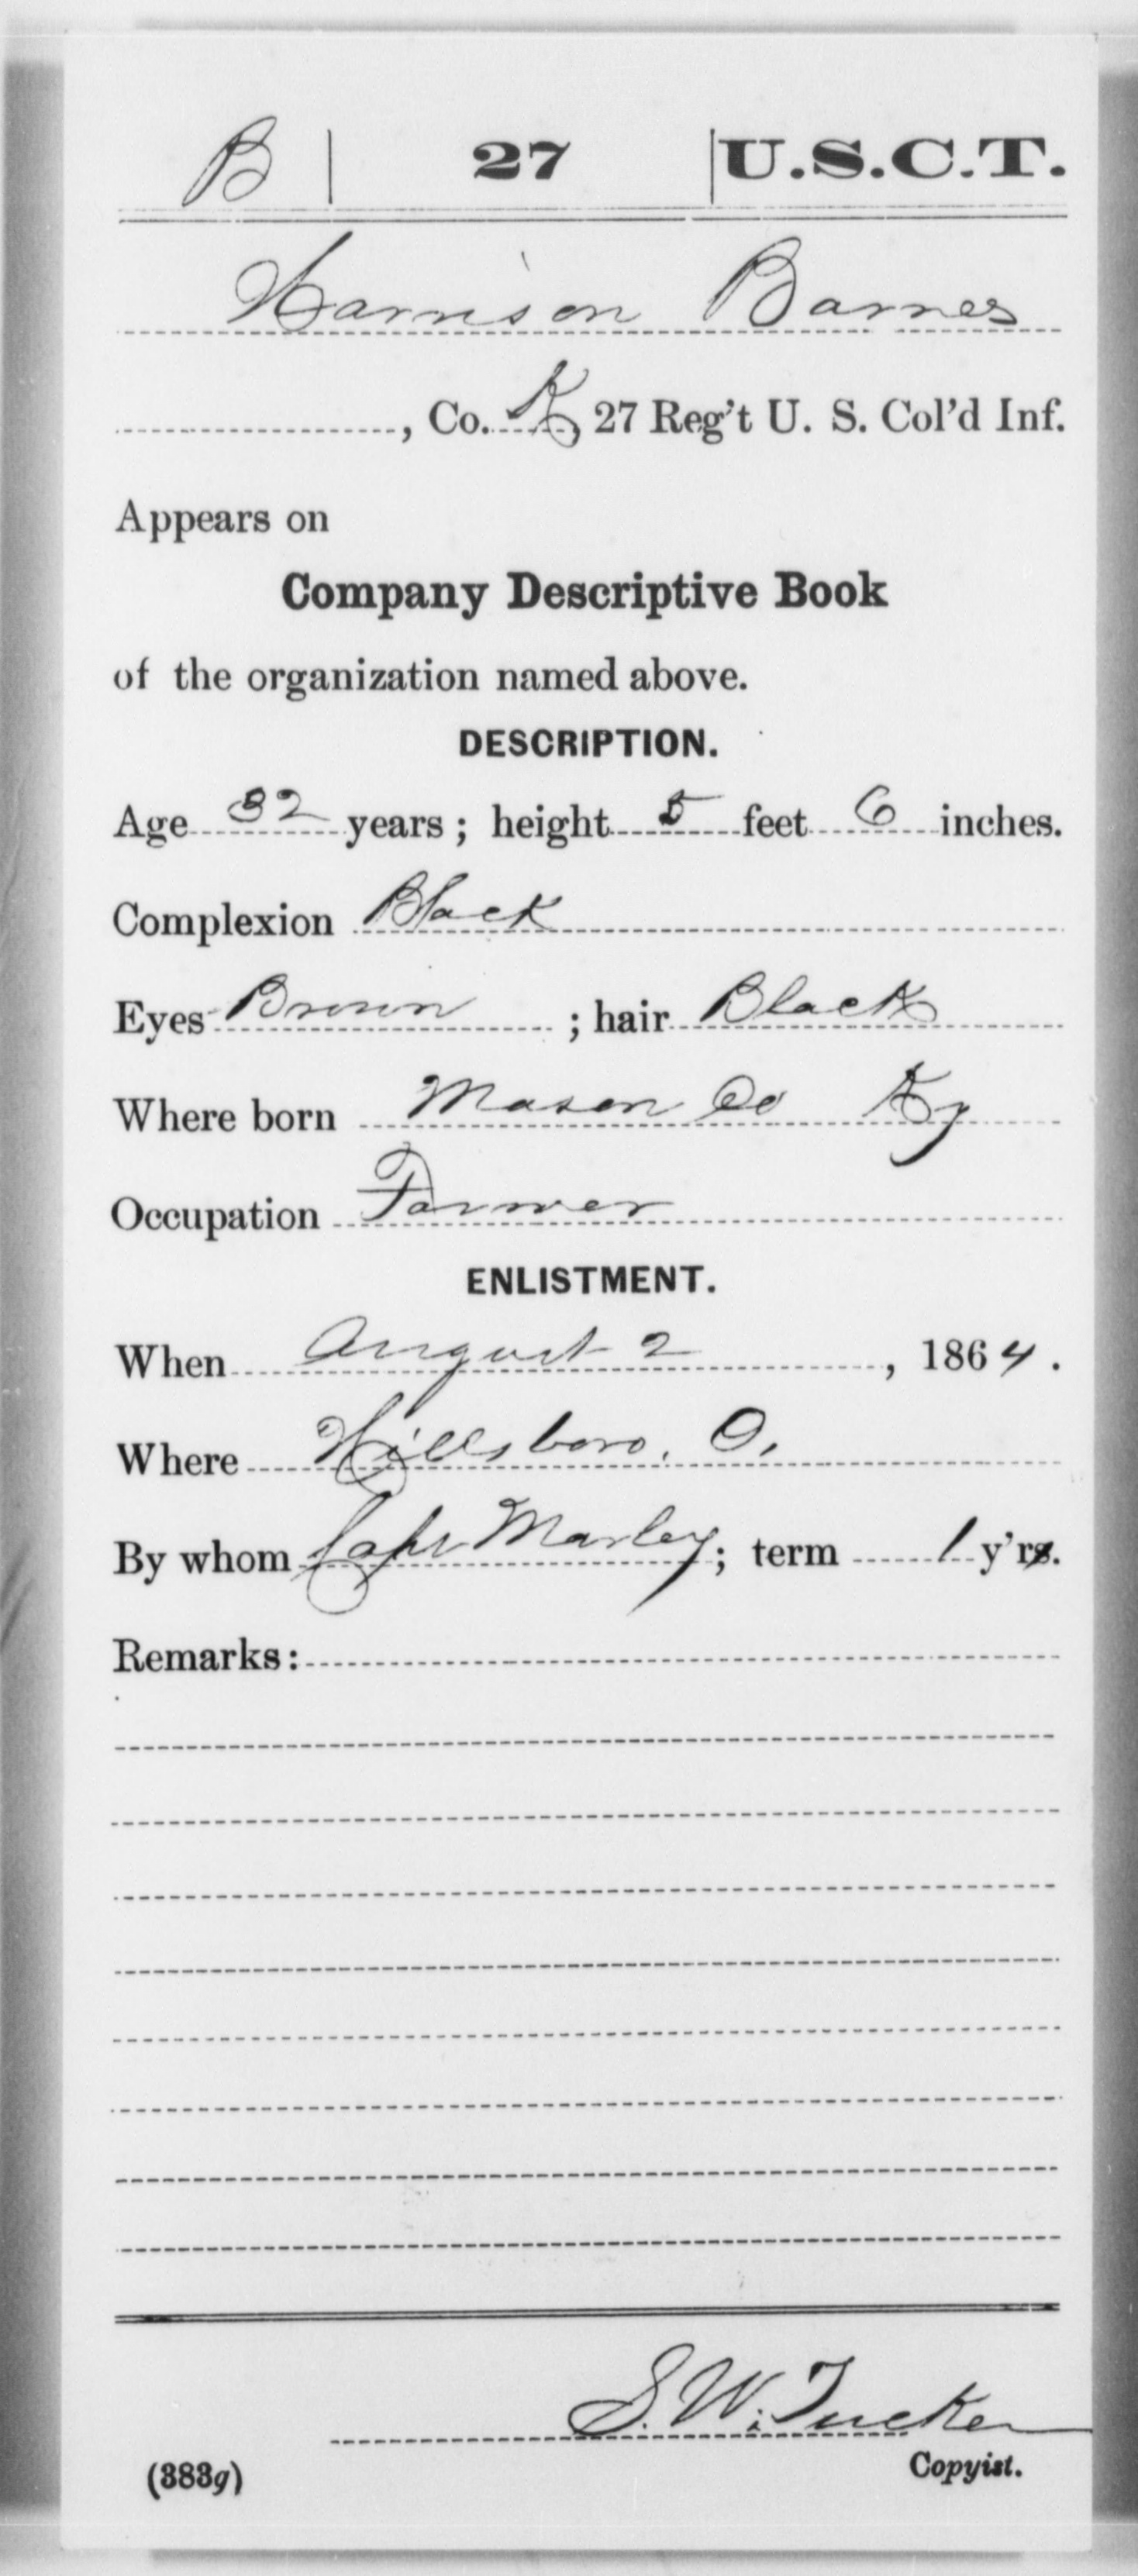 B | 27 | U.S.C.T.
Harrison Barnes
, Co. K, 27 Reg't U. S. Col'd Inf.
Appears on
Company Descriptive Book
of the organization named above.
DESCRIPTION.
Age 32 years; height 5 feet 6 inches.
Complexion Black
Eyes Brown ; hair Black
Where born Mason Co Ky
Occupation Farmer
ENLISTMENT.
When August 2, 1864.
Where Hillsboro, O.
By whom Capt Marley; term 1 y'rs.
Remarks:
S. W. Tucker
(383g) Copyist.